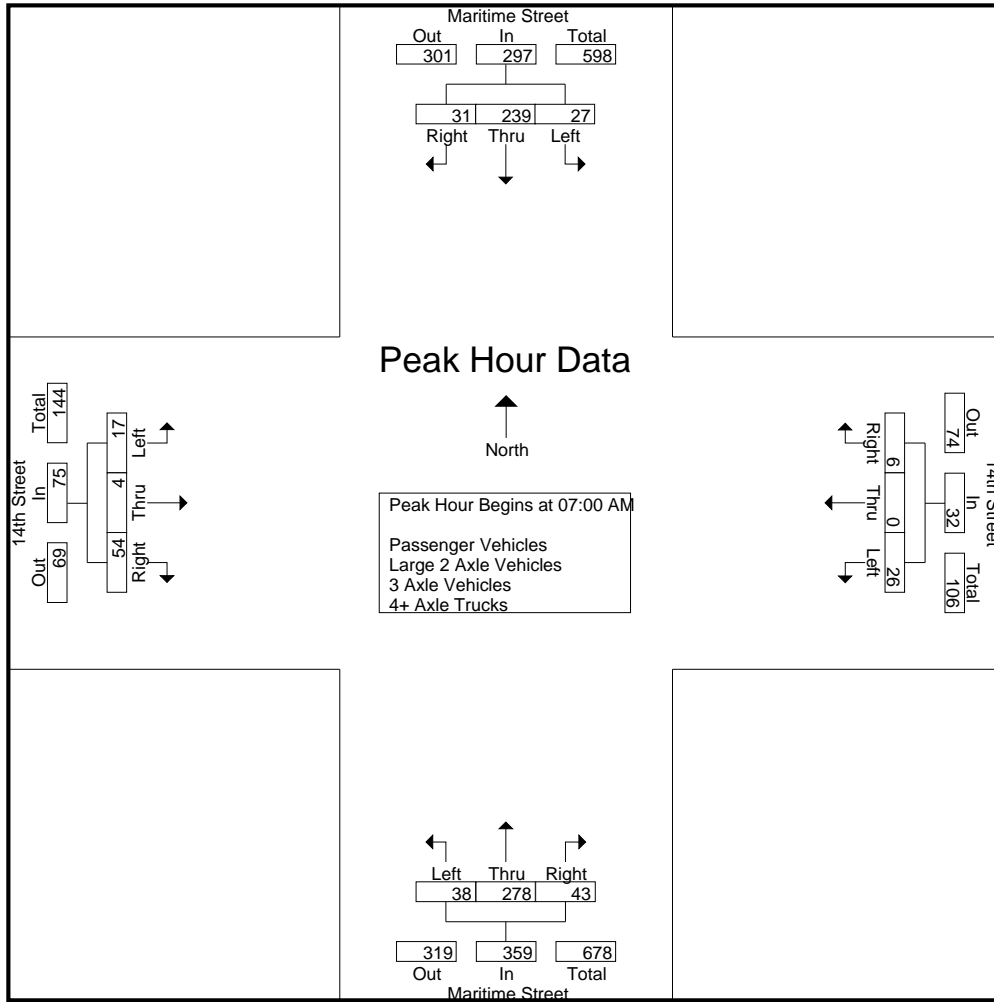 Maritime Street
Out In Total
301 297 598
31 239 27
Right Thru Left
Peak Hour Data
North
Peak Hour Begins at 07:00 AM
Passenger Vehicles
Large 2 Axle Vehicles
3 Axle Vehicles
4+ Axle Trucks
14th Street
Out In Total
69 75 144
54 4 17
Right Thru Left
14th Street
Out In Total
74 32 106
6 0 26
Right Thru Left
Left Thru Right
38 278 43
319 359 678
Out In Total
Maritime Street